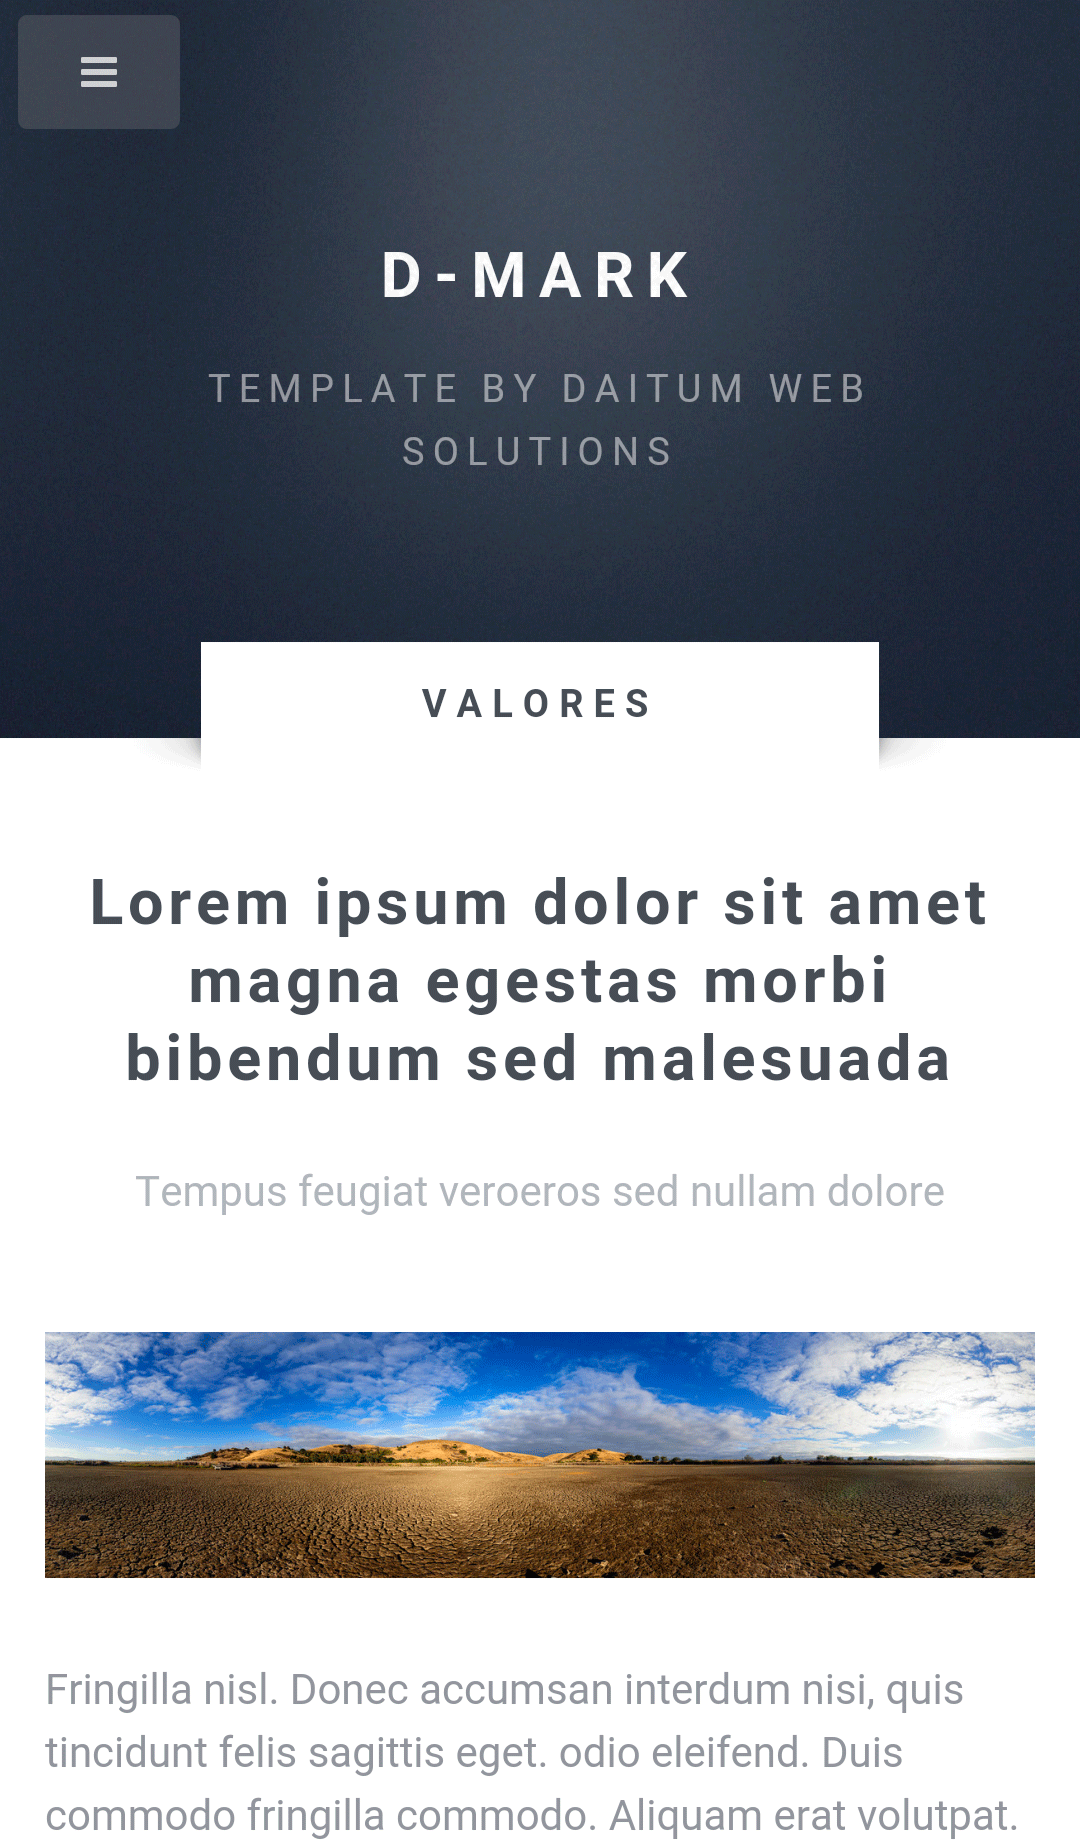 D-MARK
TEMPLATE BY DAITUM WEB
SOLUTIONS
VALORES
Lorem ipsum dolor sit amet
magna egestas morbi
bibendum sed malesuada
Tempus feugiat veroeros sed nullam dolore
Fringilla nisl. Donec accumsan interdum nisi, quis
tincidunt felis sagittis eget. odio eleifend. Duis
commodo fringilla commodo. Aliquam erat volutpat.